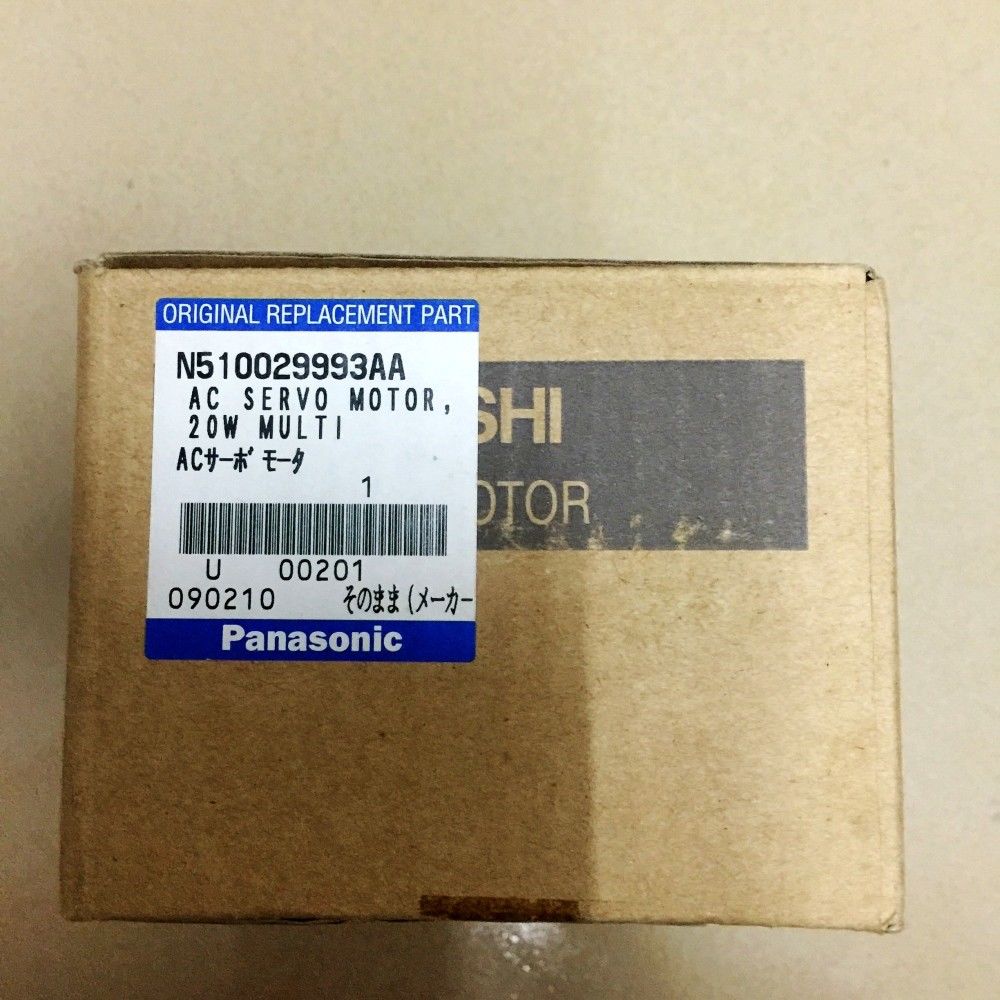 ORIGINAL REPLACEMENT PART
N510029993AA
AC SERVO MOTOR,
20W MULTI
ACサーボモータ
1
U 00201
090210 そのまま(メーカー
Panasonic
SHI
OTOR